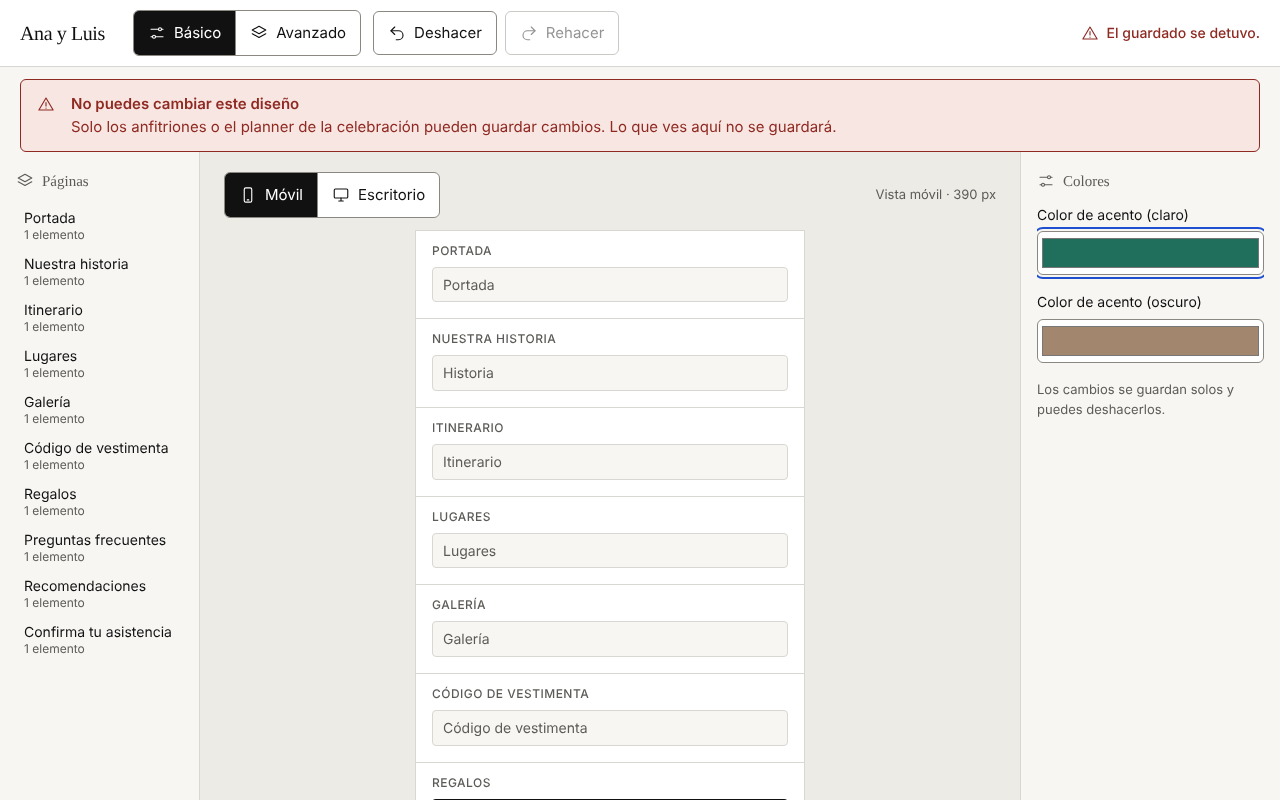 Ana y Luis
Básico
Avanzado
Deshacer
Rehacer
El guardado se detuvo.
No puedes cambiar este diseño
Solo los anfitriones o el planner de la celebración pueden guardar cambios. Lo que ves aquí no se guardará.
Páginas
Portada
1 elemento
Nuestra historia
1 elemento
Itinerario
1 elemento
Lugares
1 elemento
Galería
1 elemento
Código de vestimenta
1 elemento
Regalos
1 elemento
Preguntas frecuentes
1 elemento
Recomendaciones
1 elemento
Confirma tu asistencia
1 elemento
Móvil
Escritorio
Vista móvil · 390 px
PORTADA
Portada
NUESTRA HISTORIA
Historia
ITINERARIO
Itinerario
LUGARES
Lugares
GALERÍA
Galería
CÓDIGO DE VESTIMENTA
Código de vestimenta
REGALOS
Colores
Color de acento (claro)
Color de acento (oscuro)
Los cambios se guardan solos y
puedes deshacerlos.